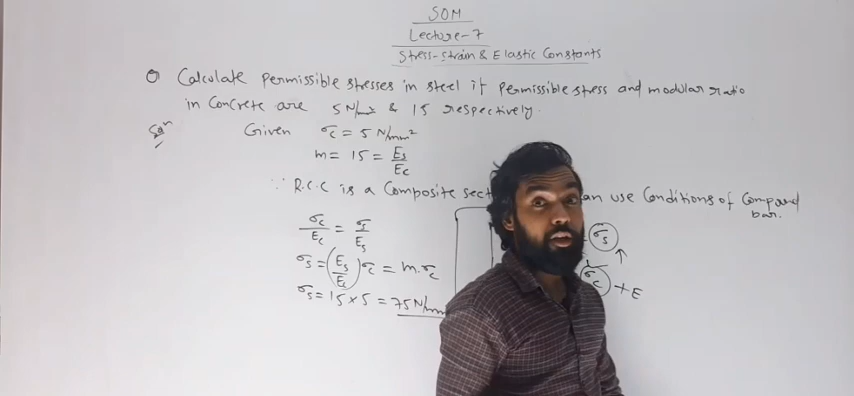 SOM
Lecture-7
Stress-strain & Elastic Constants
Q Calculate permissible stresses in steel if permissible stress and modular ratio
in Concrete are 5 N/mm² & 15 respectively.
Solⁿ Given σc = 5 N/mm²
m = 15 = Es/Ec
∵ R.C.C is a Composite sect an use Conditions of Compound
bar.
σc/Ec = σs/Es
σs
σs = (Es/Ec) σc = m.σc
σc + E
σs = 15 × 5 = 75 N/mm